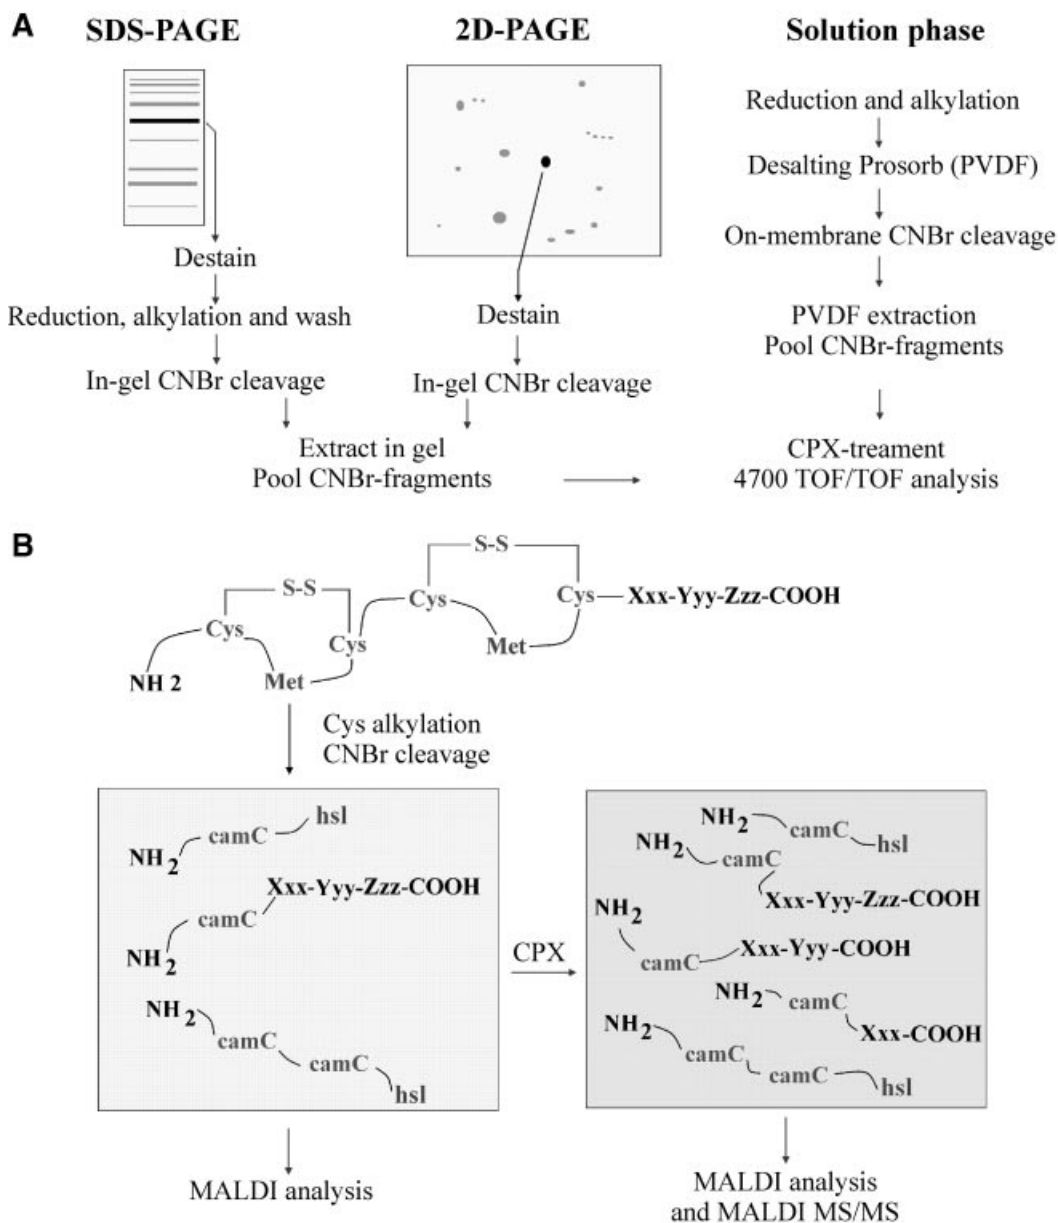 A
SDS-PAGE
2D-PAGE
Solution phase
Destain
Reduction, alkylation and wash
In-gel CNBr cleavage
Destain
In-gel CNBr cleavage
Extract in gel
Pool CNBr-fragments
Reduction and alkylation
Desalting Prosorb (PVDF)
On-membrane CNBr cleavage
PVDF extraction
Pool CNBr-fragments
CPX-treament
4700 TOF/TOF analysis
B
S-S
S-S
Cys
Cys
Cys
Cys
Xxx-Yyy-Zzz-COOH
Met
Met
NH 2
Cys alkylation
CNBr cleavage
NH2
camC
hsl
NH2
camC
Xxx-Yyy-Zzz-COOH
NH2
camC
camC
hsl
MALDI analysis
CPX
NH2
camC
hsl
NH2
camC
Xxx-Yyy-Zzz-COOH
NH2
camC
Xxx-Yyy-COOH
NH2
camC
Xxx-COOH
NH2
camC
camC
hsl
MALDI analysis
and MALDI MS/MS